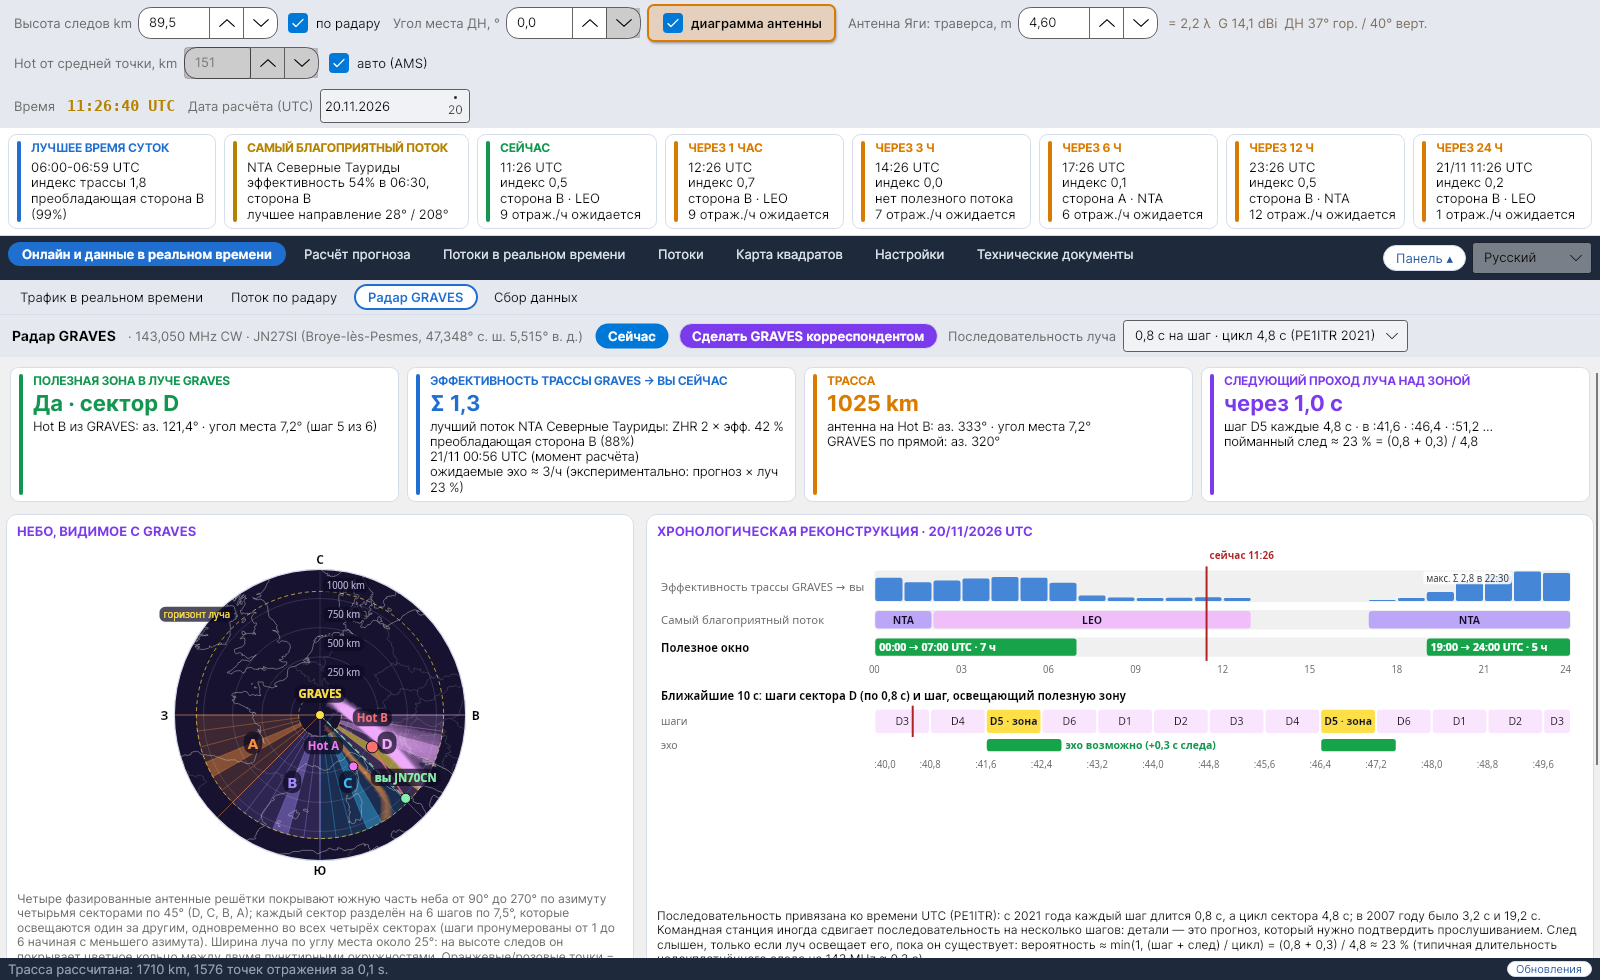 Высота следов km 89,5 по радару Угол места ДН, ° 0,0 диаграмма антенны Антенна Яги: траверса, m 4,60 = 2,2 λ G 14,1 dBi ДН 37° гор. / 40° верт.
Hot от средней точки, km 151 авто (AMS)
Время 11:26:40 UTC Дата расчёта (UTC) 20.11.2026 20
ЛУЧШЕЕ ВРЕМЯ СУТОК
06:00-06:59 UTC
индекс трассы 1,8
преобладающая сторона B
(99%)
САМЫЙ БЛАГОПРИЯТНЫЙ ПОТОК
NTA Северные Тауриды
эффективность 54% в 06:30,
сторона B
лучшее направление 28° / 208°
СЕЙЧАС
11:26 UTC
индекс 0,5
сторона B · LEO
9 отраж./ч ожидается
ЧЕРЕЗ 1 ЧАС
12:26 UTC
индекс 0,7
сторона B · LEO
9 отраж./ч ожидается
ЧЕРЕЗ 3 Ч
14:26 UTC
индекс 0,0
нет полезного потока
7 отраж./ч ожидается
ЧЕРЕЗ 6 Ч
17:26 UTC
индекс 0,1
сторона A · NTA
6 отраж./ч ожидается
ЧЕРЕЗ 12 Ч
23:26 UTC
индекс 0,5
сторона B · NTA
12 отраж./ч ожидается
ЧЕРЕЗ 24 Ч
21/11 11:26 UTC
индекс 0,2
сторона B · LEO
1 отраж./ч ожидается
Онлайн и данные в реальном времени Расчёт прогноза Потоки в реальном времени Потоки Карта квадратов Настройки Технические документы Панель ▴ Русский
Трафик в реальном времени Поток по радару Радар GRAVES Сбор данных
Радар GRAVES · 143,050 MHz CW · JN27SI (Broye-lès-Pesmes, 47,348° с. ш. 5,515° в. д.) Сейчас Сделать GRAVES корреспондентом Последовательность луча 0,8 с на шаг · цикл 4,8 с (PE1ITR 2021)
ПОЛЕЗНАЯ ЗОНА В ЛУЧЕ GRAVES
Да · сектор D
Hot B из GRAVES: аз. 121,4° · угол места 7,2° (шаг 5 из 6)
ЭФФЕКТИВНОСТЬ ТРАССЫ GRAVES → ВЫ СЕЙЧАС
Σ 1,3
лучший поток NTA Северные Тауриды: ZHR 2 × эфф. 42 %
преобладающая сторона B (88%)
21/11 00:56 UTC (момент расчёта)
ожидаемые эхо ≈ 3/ч (экспериментально: прогноз × луч
23 %)
ТРАССА
1025 km
антенна на Hot B: аз. 333° · угол места 7,2°
GRAVES по прямой: аз. 320°
СЛЕДУЮЩИЙ ПРОХОД ЛУЧА НАД ЗОНОЙ
через 1,0 с
шаг D5 каждые 4,8 с · в :41,6 · :46,4 · :51,2 ...
пойманный след ≈ 23 % = (0,8 + 0,3) / 4,8
НЕБО, ВИДИМОЕ С GRAVES
С
1000 km
горизонт луча
750 km
500 km
250 km
GRAVES
З
В
Hot B
A
Hot A
D
B
C
вы JN70CN
Ю
Четыре фазированные антенные решётки покрывают южную часть неба от 90° до 270° по азимуту
четырьмя секторами по 45° (D, C, B, A); каждый сектор разделён на 6 шагов по 7,5°, которые
освещаются один за другим, одновременно во всех четырёх секторах (шаги пронумерованы от 1 до
6 начиная с меньшего азимута). Ширина луча по углу места около 25°: на высоте следов он
покрывает цветное кольцо между двумя пунктирными окружностями. Оранжевые/розовые точки =
ХРОНОЛОГИЧЕСКАЯ РЕКОНСТРУКЦИЯ · 20/11/2026 UTC
сейчас 11:26
Эффективность трассы GRAVES → вы
макс. Σ 2,8 в 22:30
Самый благоприятный поток NTA LEO NTA
Полезное окно 00:00 → 07:00 UTC · 7 ч 19:00 → 24:00 UTC · 5 ч
00 03 06 09 12 15 18 21 24
Ближайшие 10 с: шаги сектора D (по 0,8 с) и шаг, освещающий полезную зону
шаги D3 D4 D5 · зона D6 D1 D2 D3 D4 D5 · зона D6 D1 D2 D3
эхо эхо возможно (+0,3 с следа)
:40,0 :40,8 :41,6 :42,4 :43,2 :44,0 :44,8 :45,6 :46,4 :47,2 :48,0 :48,8 :49,6
Последовательность привязана ко времени UTC (PE1ITR): с 2021 года каждый шаг длится 0,8 с, а цикл сектора 4,8 с; в 2007 году было 3,2 с и 19,2 с.
Командная станция иногда сдвигает последовательность на несколько шагов: детали — это прогноз, который нужно подтвердить прослушиванием. След
слышен, только если луч освещает его, пока он существует: вероятность ≈ min(1, (шаг + след) / цикл) = (0,8 + 0,3) / 4,8 ≈ 23 % (типичная длительность
Трасса рассчитана: 1710 km, 1576 точек отражения за 0,1 s. Обновления